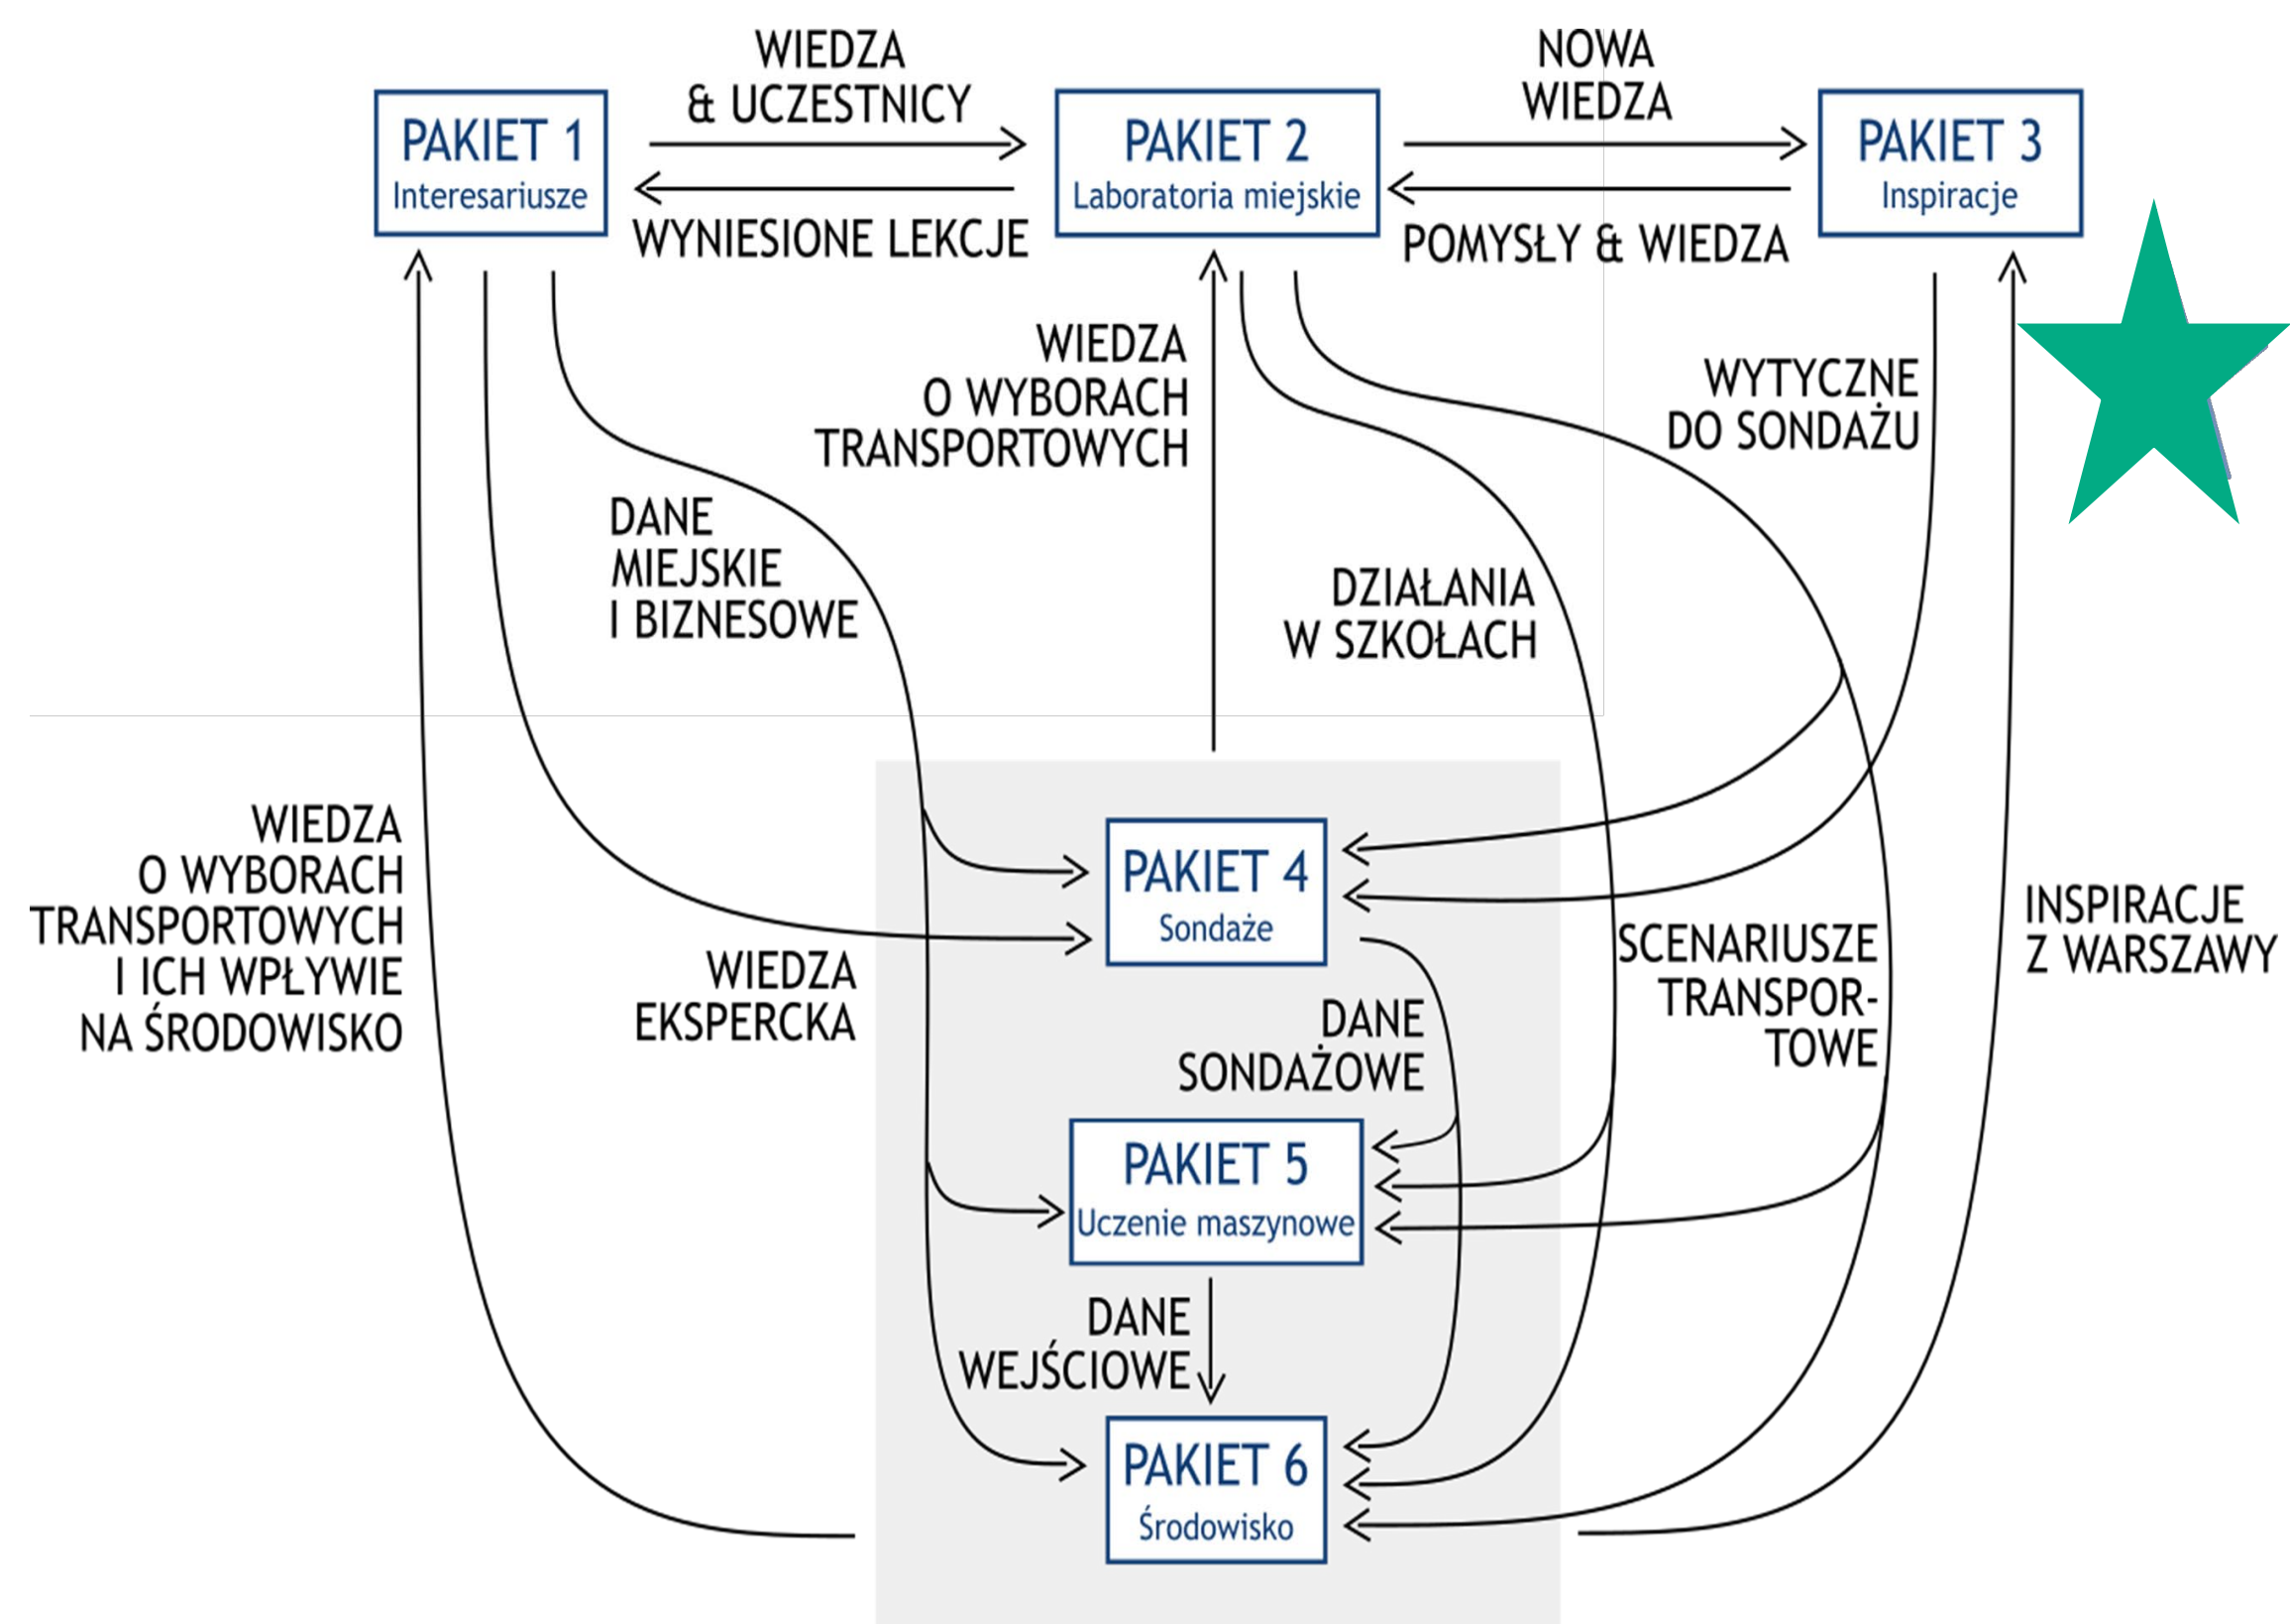 WIEDZA
& UCZESTNICY
NOWA
WIEDZA
PAKIET 1
Interesariusze
PAKIET 2
Laboratoria miejskie
PAKIET 3
Inspiracje
WYNIESIONE LEKCJE
POMYSŁY & WIEDZA
WIEDZA
O WYBORACH
TRANSPORTOWYCH
WYTYCZNE
DO SONDAŻU
DANE
MIEJSKIE
I BIZNESOWE
DZIAŁANIA
W SZKOŁACH
WIEDZA
O WYBORACH
TRANSPORTOWYCH
I ICH WPŁYWIE
NA ŚRODOWISKO
WIEDZA
EKSPERCKA
PAKIET 4
Sondaże
SCENARIUSZE
TRANSPOR-
TOWE
INSPIRACJE
Z WARSZAWY
DANE
SONDAŻOWE
PAKIET 5
Uczenie maszynowe
DANE
WEJŚCIOWE
PAKIET 6
Środowisko